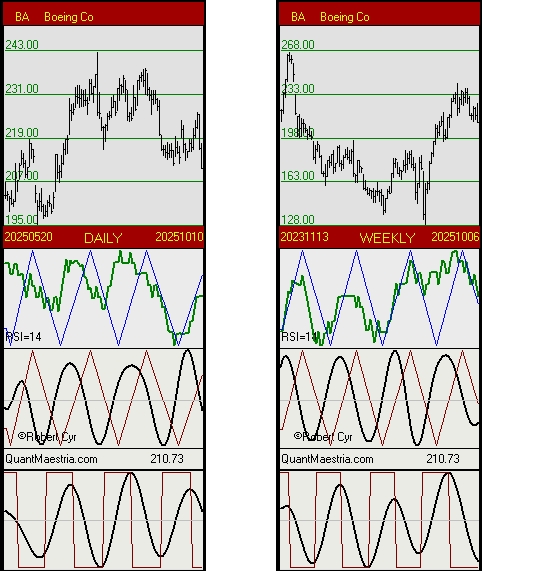 BA Boeing Co
243.00
231.00
219.00
207.00
195.00
20250520 DAILY 20251010
RSI=14
©Robert Cyr
QuantMaestria.com 210.73
BA Boeing Co
268.00
233.00
198.00
163.00
128.00
20231113 WEEKLY 20251006
RSI=14
©Robert Cyr
QuantMaestria.com 210.73